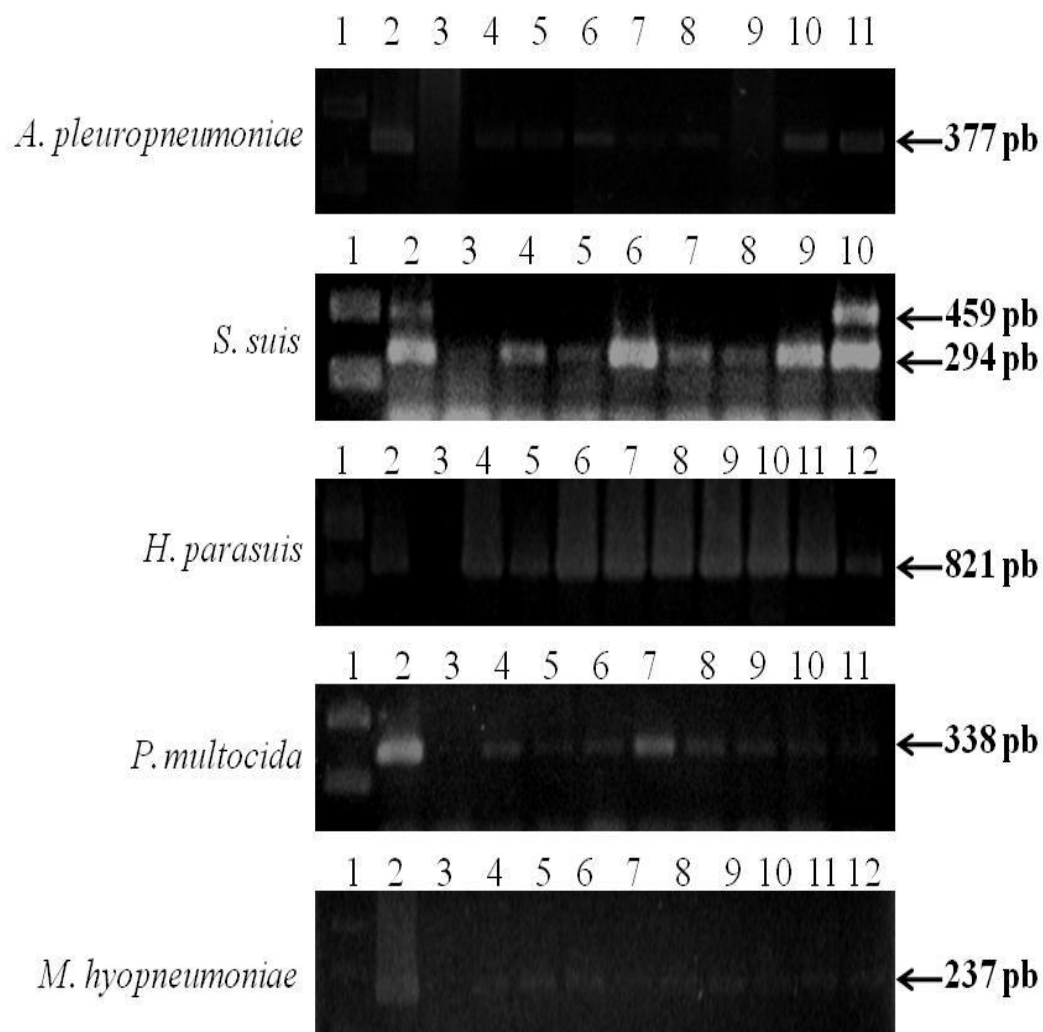 1 2 3 4 5 6 7 8 9 10 11
A. pleuropneumoniae
←377 pb
1 2 3 4 5 6 7 8 9 10
←459 pb
S. suis
←294 pb
1 2 3 4 5 6 7 8 9 10 11 12
H. parasuis
←821 pb
1 2 3 4 5 6 7 8 9 10 11
P. multocida
←338 pb
1 2 3 4 5 6 7 8 9 10 11 12
M. hyopneumoniae
←237 pb